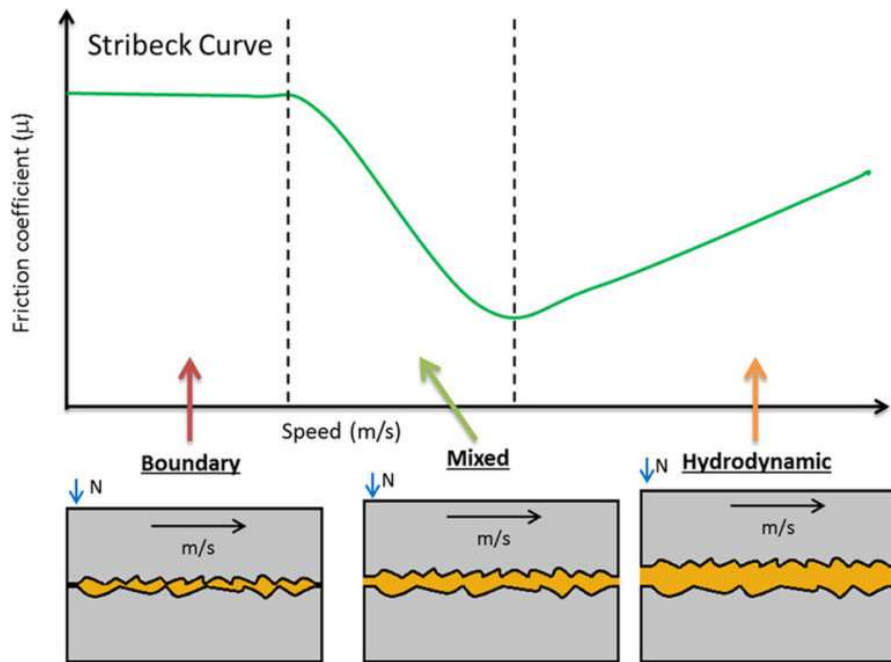 Stribeck Curve
Friction coefficient (μ)
Speed (m/s)
Boundary
Mixed
Hydrodynamic
N
N
N
m/s
m/s
m/s